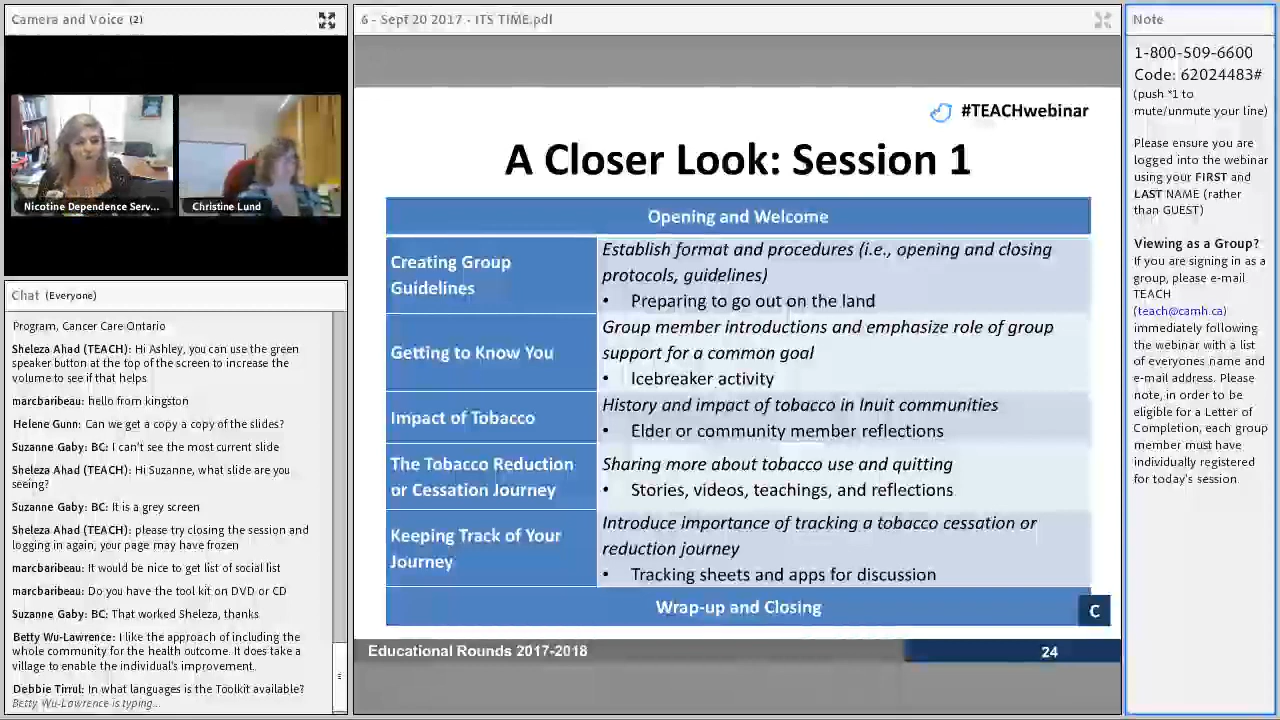 Camera and Voice (2)
Nicotine Dependence Serv...
Christine Lund
Chat (Everyone)
Program, Cancer Care Ontario
Sheleza Ahad (TEACH): Hi Ashley, you can use the green
speaker button at the top of the screen to increase the
volume to see if that helps
marcbaribeau: hello from kingston
Helene Gunn: Can we get a copy a copy of the slides?
Suzanne Gaby: BC: I can't see the most current slide
Sheleza Ahad (TEACH): Hi Suzanne, what slide are you
seeing?
Suzanne Gaby: BC: It is a grey screen
Sheleza Ahad (TEACH): please try closing the session and
logging in again, your page may have frozen
marcbaribeau: It would be nice to get list of social list
marcbaribeau: Do you have the tool kit on DVD or CD
Suzanne Gaby: BC: That worked Sheleza, thanks
Betty Wu-Lawrence: I like the approach of including the
whole community for the health outcome. It does take a
village to enable the individual's improvement.
Debbie Tirrul: In what languages is the Toolkit available?
Betty Wu-Lawrence is typing...
6 - Sept 20 2017 - ITS TIME.pdf
#TEACHwebinar
A Closer Look: Session 1
Opening and Welcome
Creating Group
Guidelines
Establish format and procedures (i.e., opening and closing
protocols, guidelines)
• Preparing to go out on the land
Getting to Know You
Group member introductions and emphasize role of group
support for a common goal
• Icebreaker activity
Impact of Tobacco
History and impact of tobacco in Inuit communities
• Elder or community member reflections
The Tobacco Reduction
or Cessation Journey
Sharing more about tobacco use and quitting
• Stories, videos, teachings, and reflections
Keeping Track of Your
Journey
Introduce importance of tracking a tobacco cessation or
reduction journey
• Tracking sheets and apps for discussion
Wrap-up and Closing
C
Educational Rounds 2017-2018
24
Note
1-800-509-6600
Code: 62024483#
(push *1 to
mute/unmute your line)
Please ensure you are
logged into the webinar
using your FIRST and
LAST NAME (rather
than GUEST)
Viewing as a Group?
If you are signing in as a
group, please e-mail
TEACH
(teach@camh.ca)
immediately following
the webinar with a list
of everyones name and
e-mail address. Please
note, in order to be
eligible for a Letter of
Completion, each group
member must have
individually registered
for today's session.